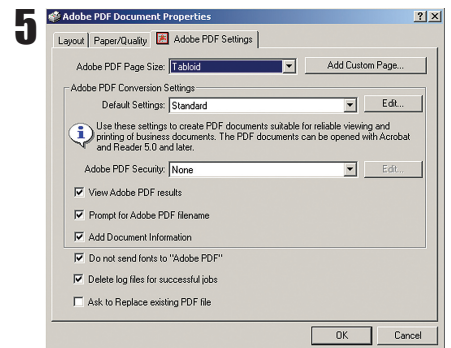 5
Adobe PDF Document Properties
Layout Paper/Quality Adobe PDF Settings
Adobe PDF Page Size: Tabloid Add Custom Page...
Adobe PDF Conversion Settings
Default Settings: Standard Edit...
Use these settings to create PDF documents suitable for reliable viewing and
printing of business documents. The PDF documents can be opened with Acrobat
and Reader 5.0 and later.
Adobe PDF Security: None Edit...
View Adobe PDF results
Prompt for Adobe PDF filename
Add Document Information
Do not send fonts to "Adobe PDF"
Delete log files for successful jobs
Ask to Replace existing PDF file
OK Cancel